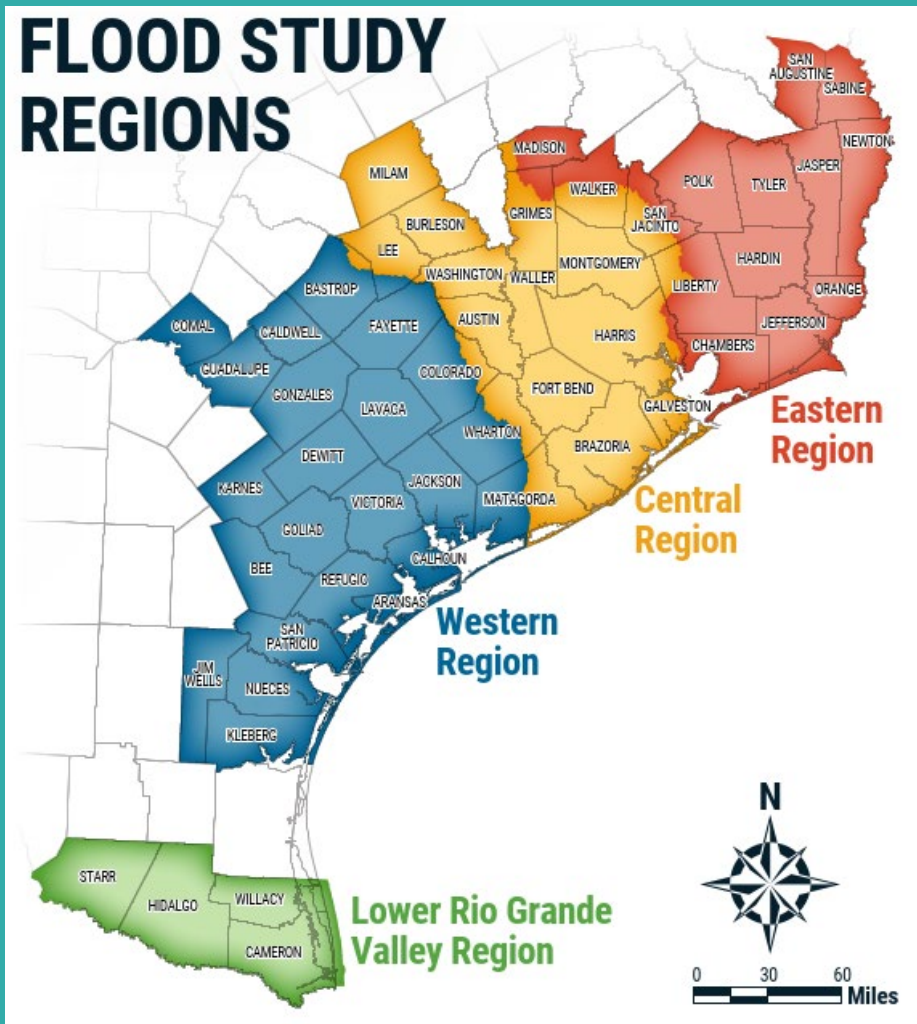 FLOOD STUDY
REGIONS
SAN
AUGUSTINE
SABINE
NEWTON
JASPER
MADISON
MILAM
WALKER
POLK
TYLER
GRIMES
SAN
JACINTO
BURLESON
LEE
MONTGOMERY
HARDIN
WASHINGTON
WALLER
LIBERTY
ORANGE
BASTROP
AUSTIN
JEFFERSON
COMAL
CALDWELL
FAYETTE
HARRIS
CHAMBERS
GUADALUPE
COLORADO
GONZALES
FORT BEND
LAVACA
GALVESTON
Eastern
Region
WHARTON
BRAZORIA
DEWITT
JACKSON
KARNES
VICTORIA
MATAGORDA
Central
Region
GOLIAD
CALHOUN
BEE
REFUGIO
ARANSAS
Western
Region
SAN
PATRICIO
JIM
WELLS
NUECES
KLEBERG
N
STARR
HIDALGO
WILLACY
CAMERON
Lower Rio Grande
Valley Region
0 30 60
Miles